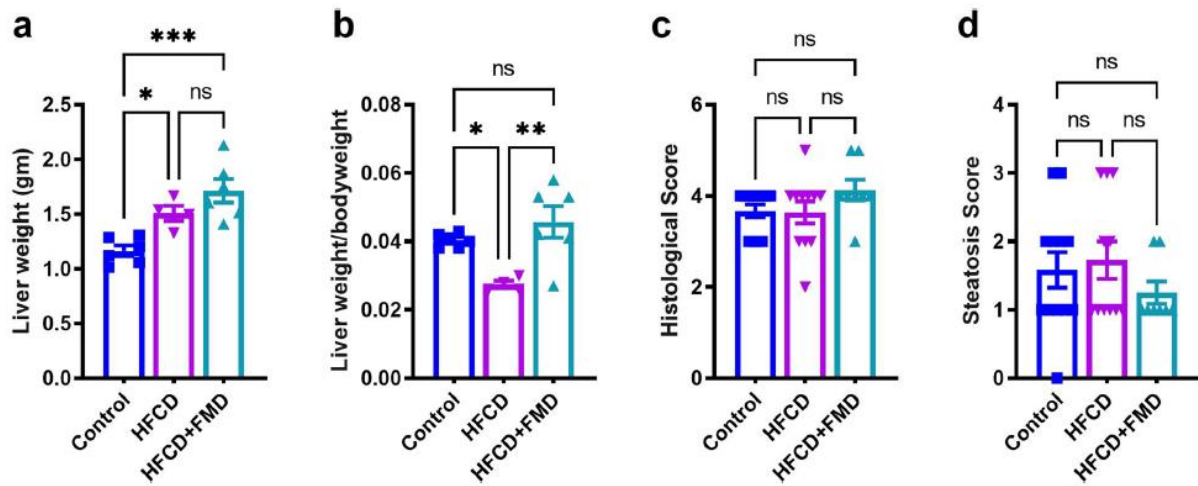 a
***
*
ns
Liver weight (gm)
2.5
2.0
1.5
1.0
0.5
0.0
Control
HFCD
HFCD+FMD
b
ns
*
**
Liver weight/bodyweight
0.08
0.06
0.04
0.02
0.00
Control
HFCD
HFCD+FMD
c
ns
ns
ns
Histological Score
6
4
2
0
Control
HFCD
HFCD+FMD
d
ns
ns
ns
Steatosis Score
4
3
2
1
0
Control
HFCD
HFCD+FMD